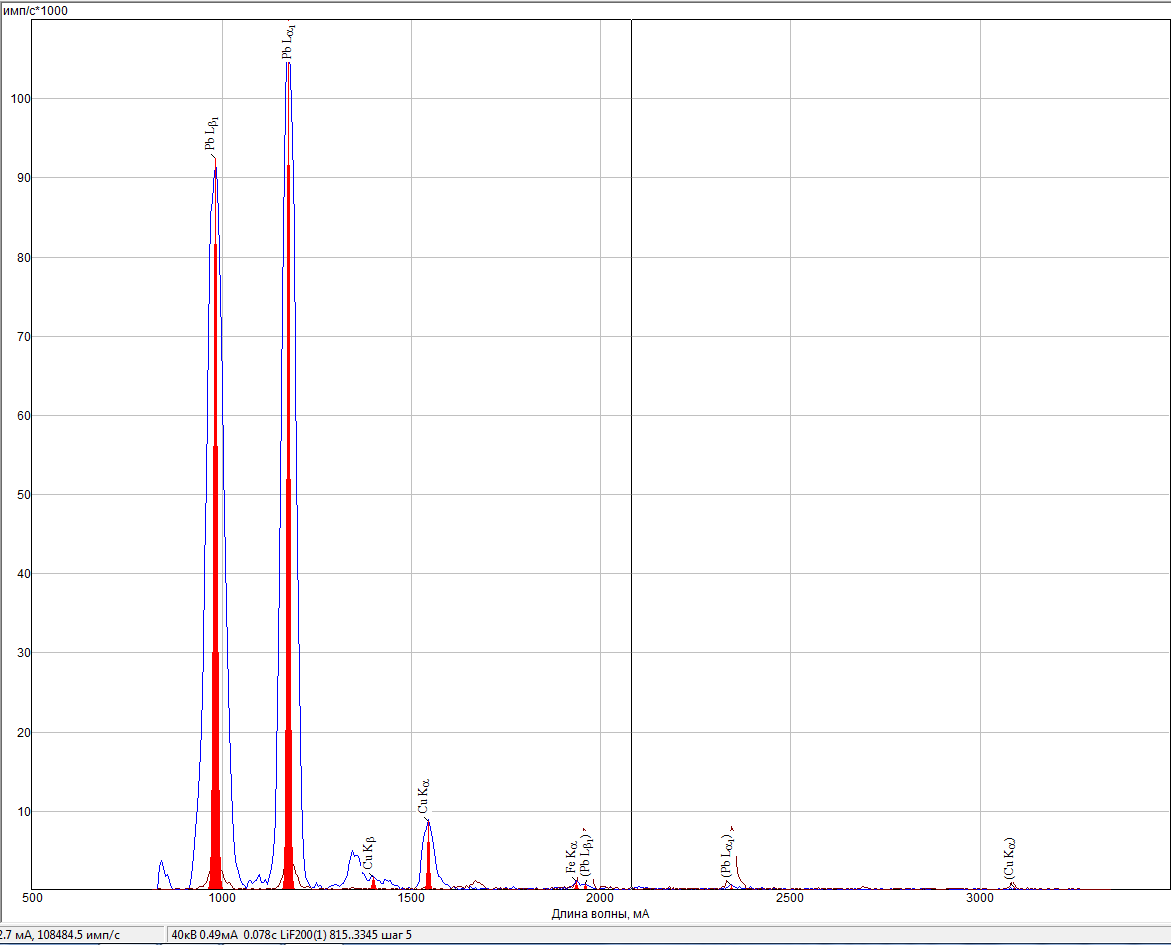 имп/с*1000
Pb Lα1
Pb Lβ1
100
90
80
70
60
50
40
30
20
10
Cu Kα
Cu Kβ
Fe Kα
(Pb Lβ1)
(Pb Lα1)
(Cu Kα)
500
1000
1500
2000
2500
3000
Длина волны, мА
2.7 мА, 108484.5 имп/с
40кВ 0.49мА 0.078с LiF200(1) 815..3345 шаг 5